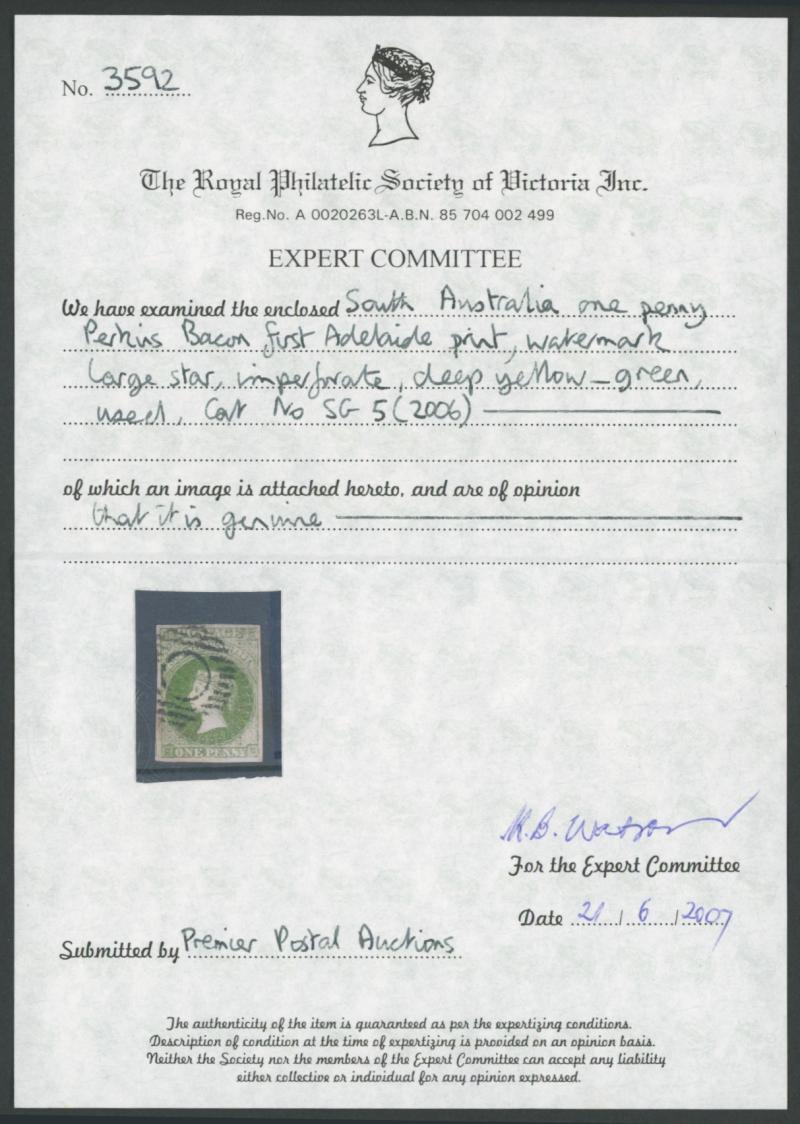 No. 3592
The Royal Philatelic Society of Victoria Inc.
Reg.No. A 0020263L-A.B.N. 85 704 002 499
EXPERT COMMITTEE
We have examined the enclosed South Australia one penny
Perkins Bacon first Adelaide print, watermark
large star, imperforate, deep yellow-green,
used, Cat No SG 5 (2006)
of which an image is attached hereto, and are of opinion
that it is genuine
ONE PENNY
K.B. Watson
For the Expert Committee
Date 21/6/2007
Submitted by Premier Postal Auctions
The authenticity of the item is guaranteed as per the expertizing conditions.
Description of condition at the time of expertizing is provided on an opinion basis.
Neither the Society nor the members of the Expert Committee can accept any liability
either collective or individual for any opinion expressed.